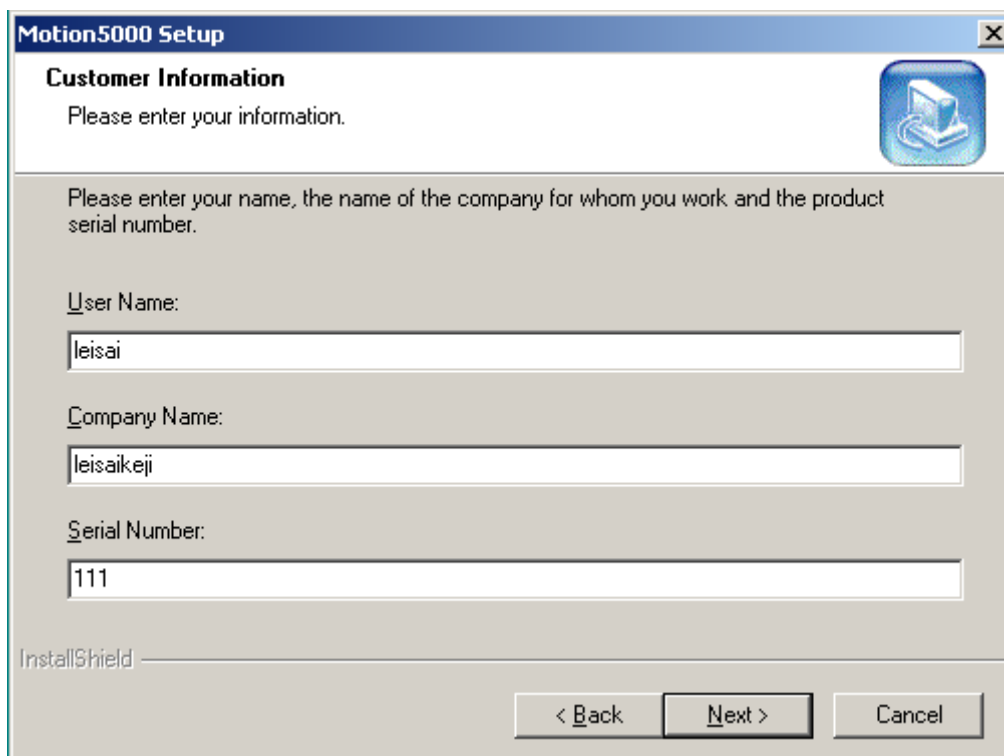 Motion5000 Setup
Customer Information
Please enter your information.
Please enter your name, the name of the company for whom you work and the product
serial number.
User Name:
leisai
Company Name:
leisaikeji
Serial Number:
111
InstallShield
< Back Next > Cancel